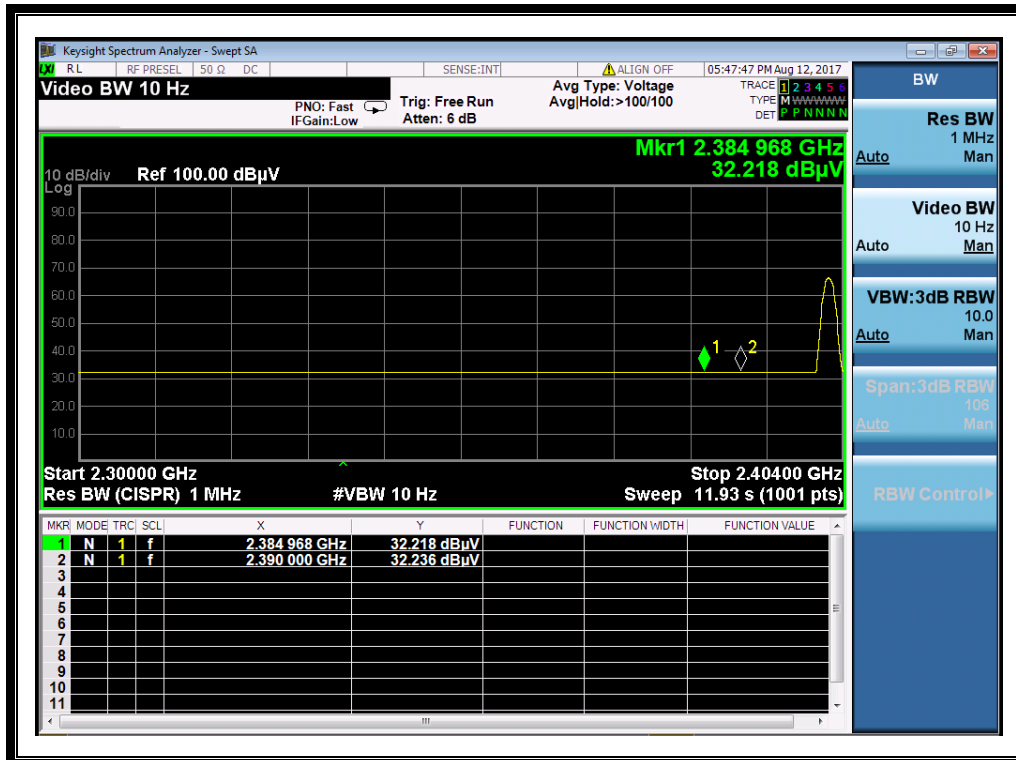 Keysight Spectrum Analyzer - Swept SA
LXI RL RF PRESEL 50 Ω DC SENSE:INT ALIGN OFF 05:47:47 PM Aug 12, 2017
Video BW 10 Hz
PNO: Fast
IFGain:Low
Trig: Free Run
Atten: 6 dB
Avg Type: Voltage
Avg|Hold:>100/100
TRACE 1 2 3 4 5 6
TYPE M W W W W W
DET P P N N N N
Mkr1 2.384 968 GHz
32.218 dBµV
10 dB/div Ref 100.00 dBµV
Log
90.0
80.0
70.0
60.0
50.0
40.0
30.0
20.0
10.0
1
2
Start 2.30000 GHz Stop 2.40400 GHz
Res BW (CISPR) 1 MHz #VBW 10 Hz Sweep 11.93 s (1001 pts)
MKR MODE TRC SCL X Y FUNCTION FUNCTION WIDTH FUNCTION VALUE
1 N 1 f 2.384 968 GHz 32.218 dBµV
2 N 1 f 2.390 000 GHz 32.236 dBµV
3
4
5
6
7
8
9
10
11
BW
Res BW
1 MHz
Auto Man
Video BW
10 Hz
Auto Man
VBW:3dB RBW
10.0
Auto Man
Span:3dB RBW
106
Auto Man
RBW Control